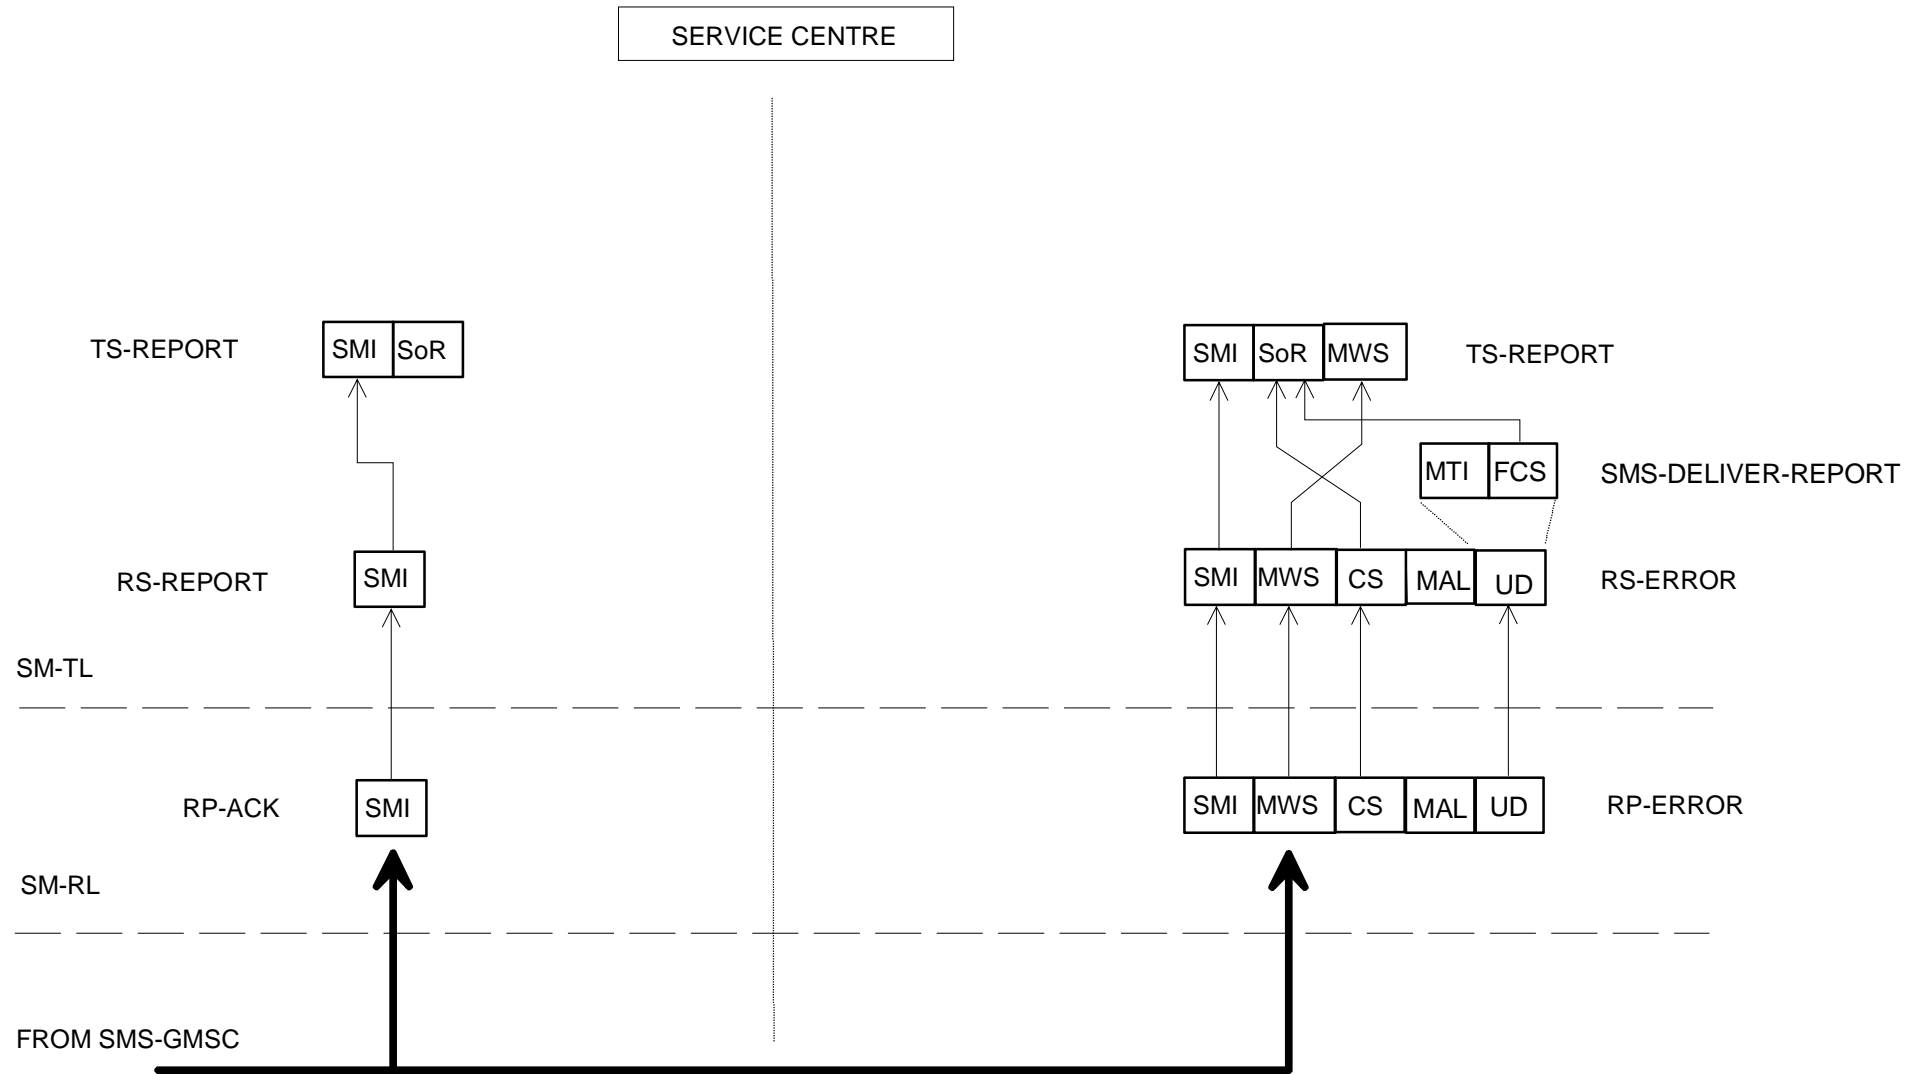 SERVICE CENTRE
TS-REPORT SMI SoR SMI SoR MWS TS-REPORT
MTI FCS SMS-DELIVER-REPORT
RS-REPORT SMI SMI MWS CS MAL UD RS-ERROR
SM-TL
RP-ACK SMI SMI MWS CS MAL UD RP-ERROR
SM-RL
FROM SMS-GMSC